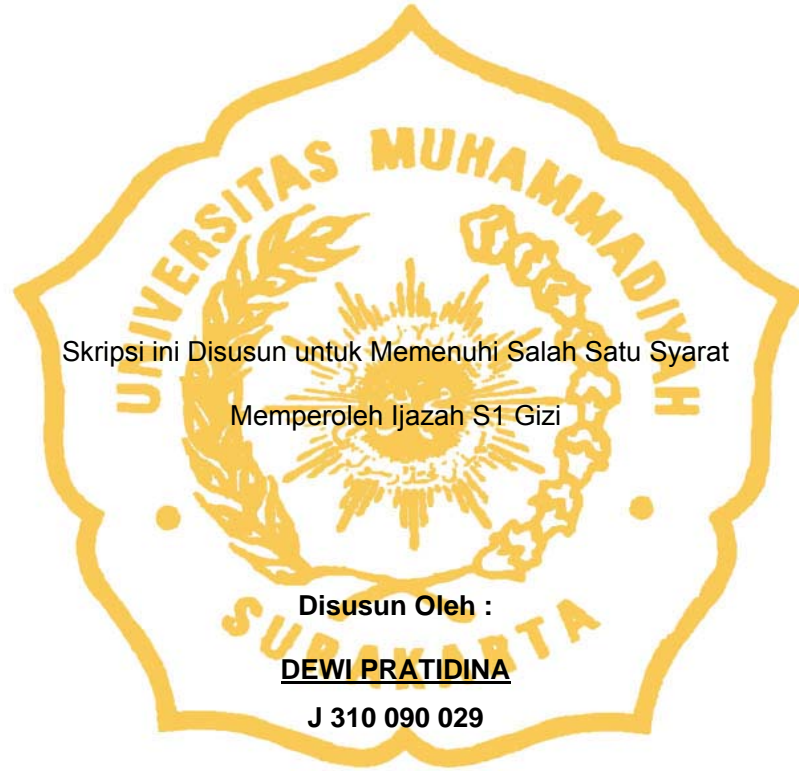 UNIVERSITAS MUHAMMADIYAH
Skripsi ini Disusun untuk Memenuhi Salah Satu Syarat
Memperoleh Ijazah S1 Gizi
Disusun Oleh :
SURAKARTA
DEWI PRATIDINA
J 310 090 029